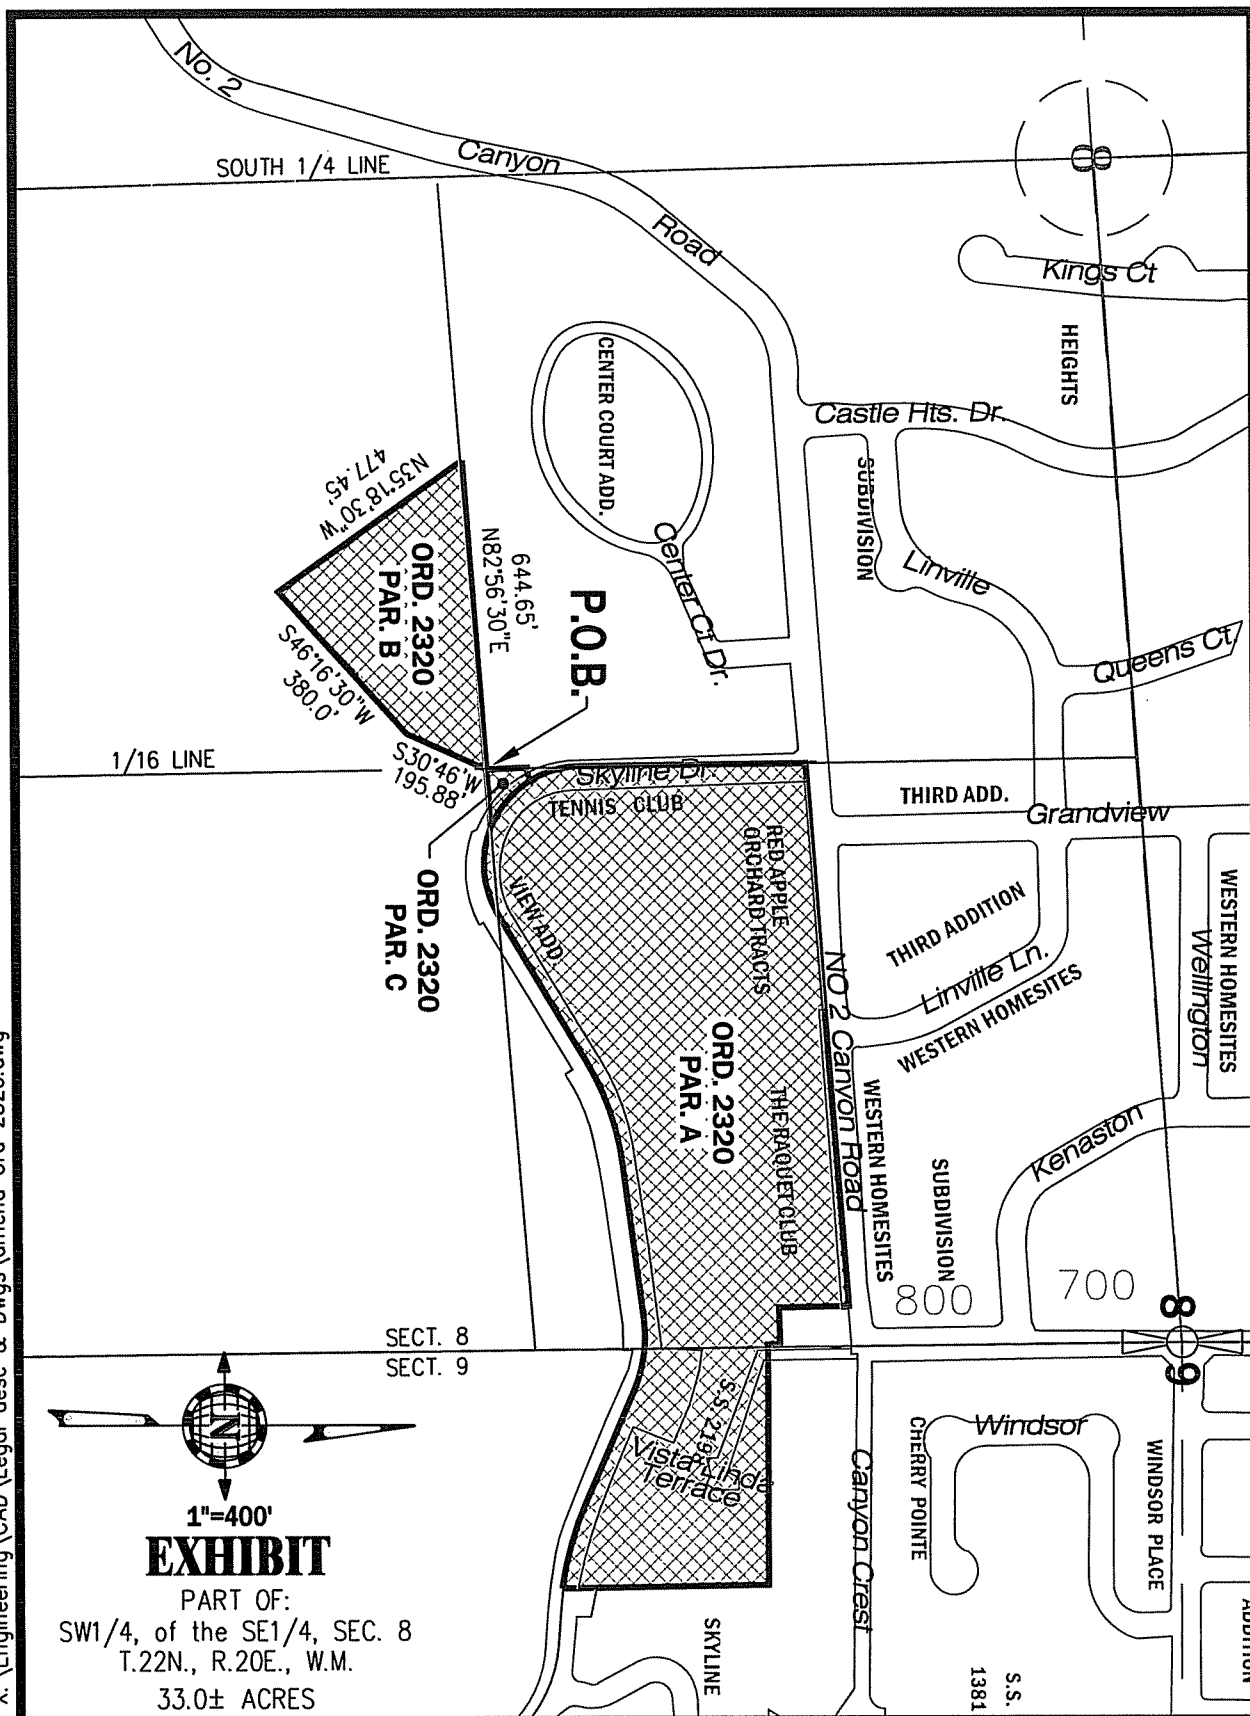 No. 2
Canyon
Road
SOUTH 1/4 LINE
8
Kings Ct
HEIGHTS
CENTER COURT ADD.
Castle Hts. Dr.
SUBDIVISION
Linville
Queens Ct.
Center Ct Dr.
N35°18'30"W
477.45'
ORD. 2320
PAR. B
644.65'
N82°56'30"E
P.O.B.
S46°16'30"W
380.0'
S30°46'W
195.88'
1/16 LINE
Skyline Dr.
TENNIS CLUB
THIRD ADD.
Grandview
RED APPLE
ORCHARD TRACTS
VIEW ADD.
ORD. 2320
PAR. C
THIRD ADDITION
Linville Ln.
WESTERN HOMESITES
WESTERN HOMESITES
Wellington
NO 2 Canyon Road
ORD. 2320
PAR. A
THE RAQUET CLUB
WESTERN HOMESITES
SUBDIVISION
Kenaston
800
700
8
9
SECT. 8
SECT. 9
S.S. 219
Vista Linda
Terrace
Canyon Crest
CHERRY POINTE
Windsor
WINDSOR PLACE
ADDITION
SKYLINE
S.S.
1381
N
1"=400'
EXHIBIT
PART OF:
SW1/4, of the SE1/4, SEC. 8
T.22N., R.20E., W.M.
33.0± ACRES